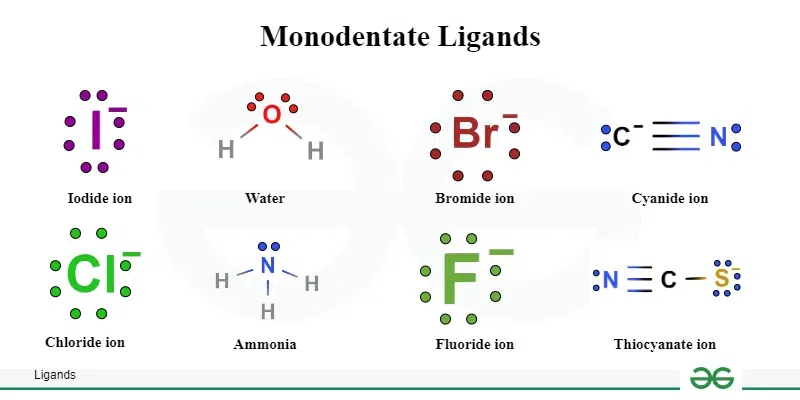 Monodentate Ligands
I−
H O H
Br−
C− N
Iodide ion
Water
Bromide ion
Cyanide ion
Cl−
H N H
H
F−
N C S−
Chloride ion
Ammonia
Fluoride ion
Thiocyanate ion
Ligands